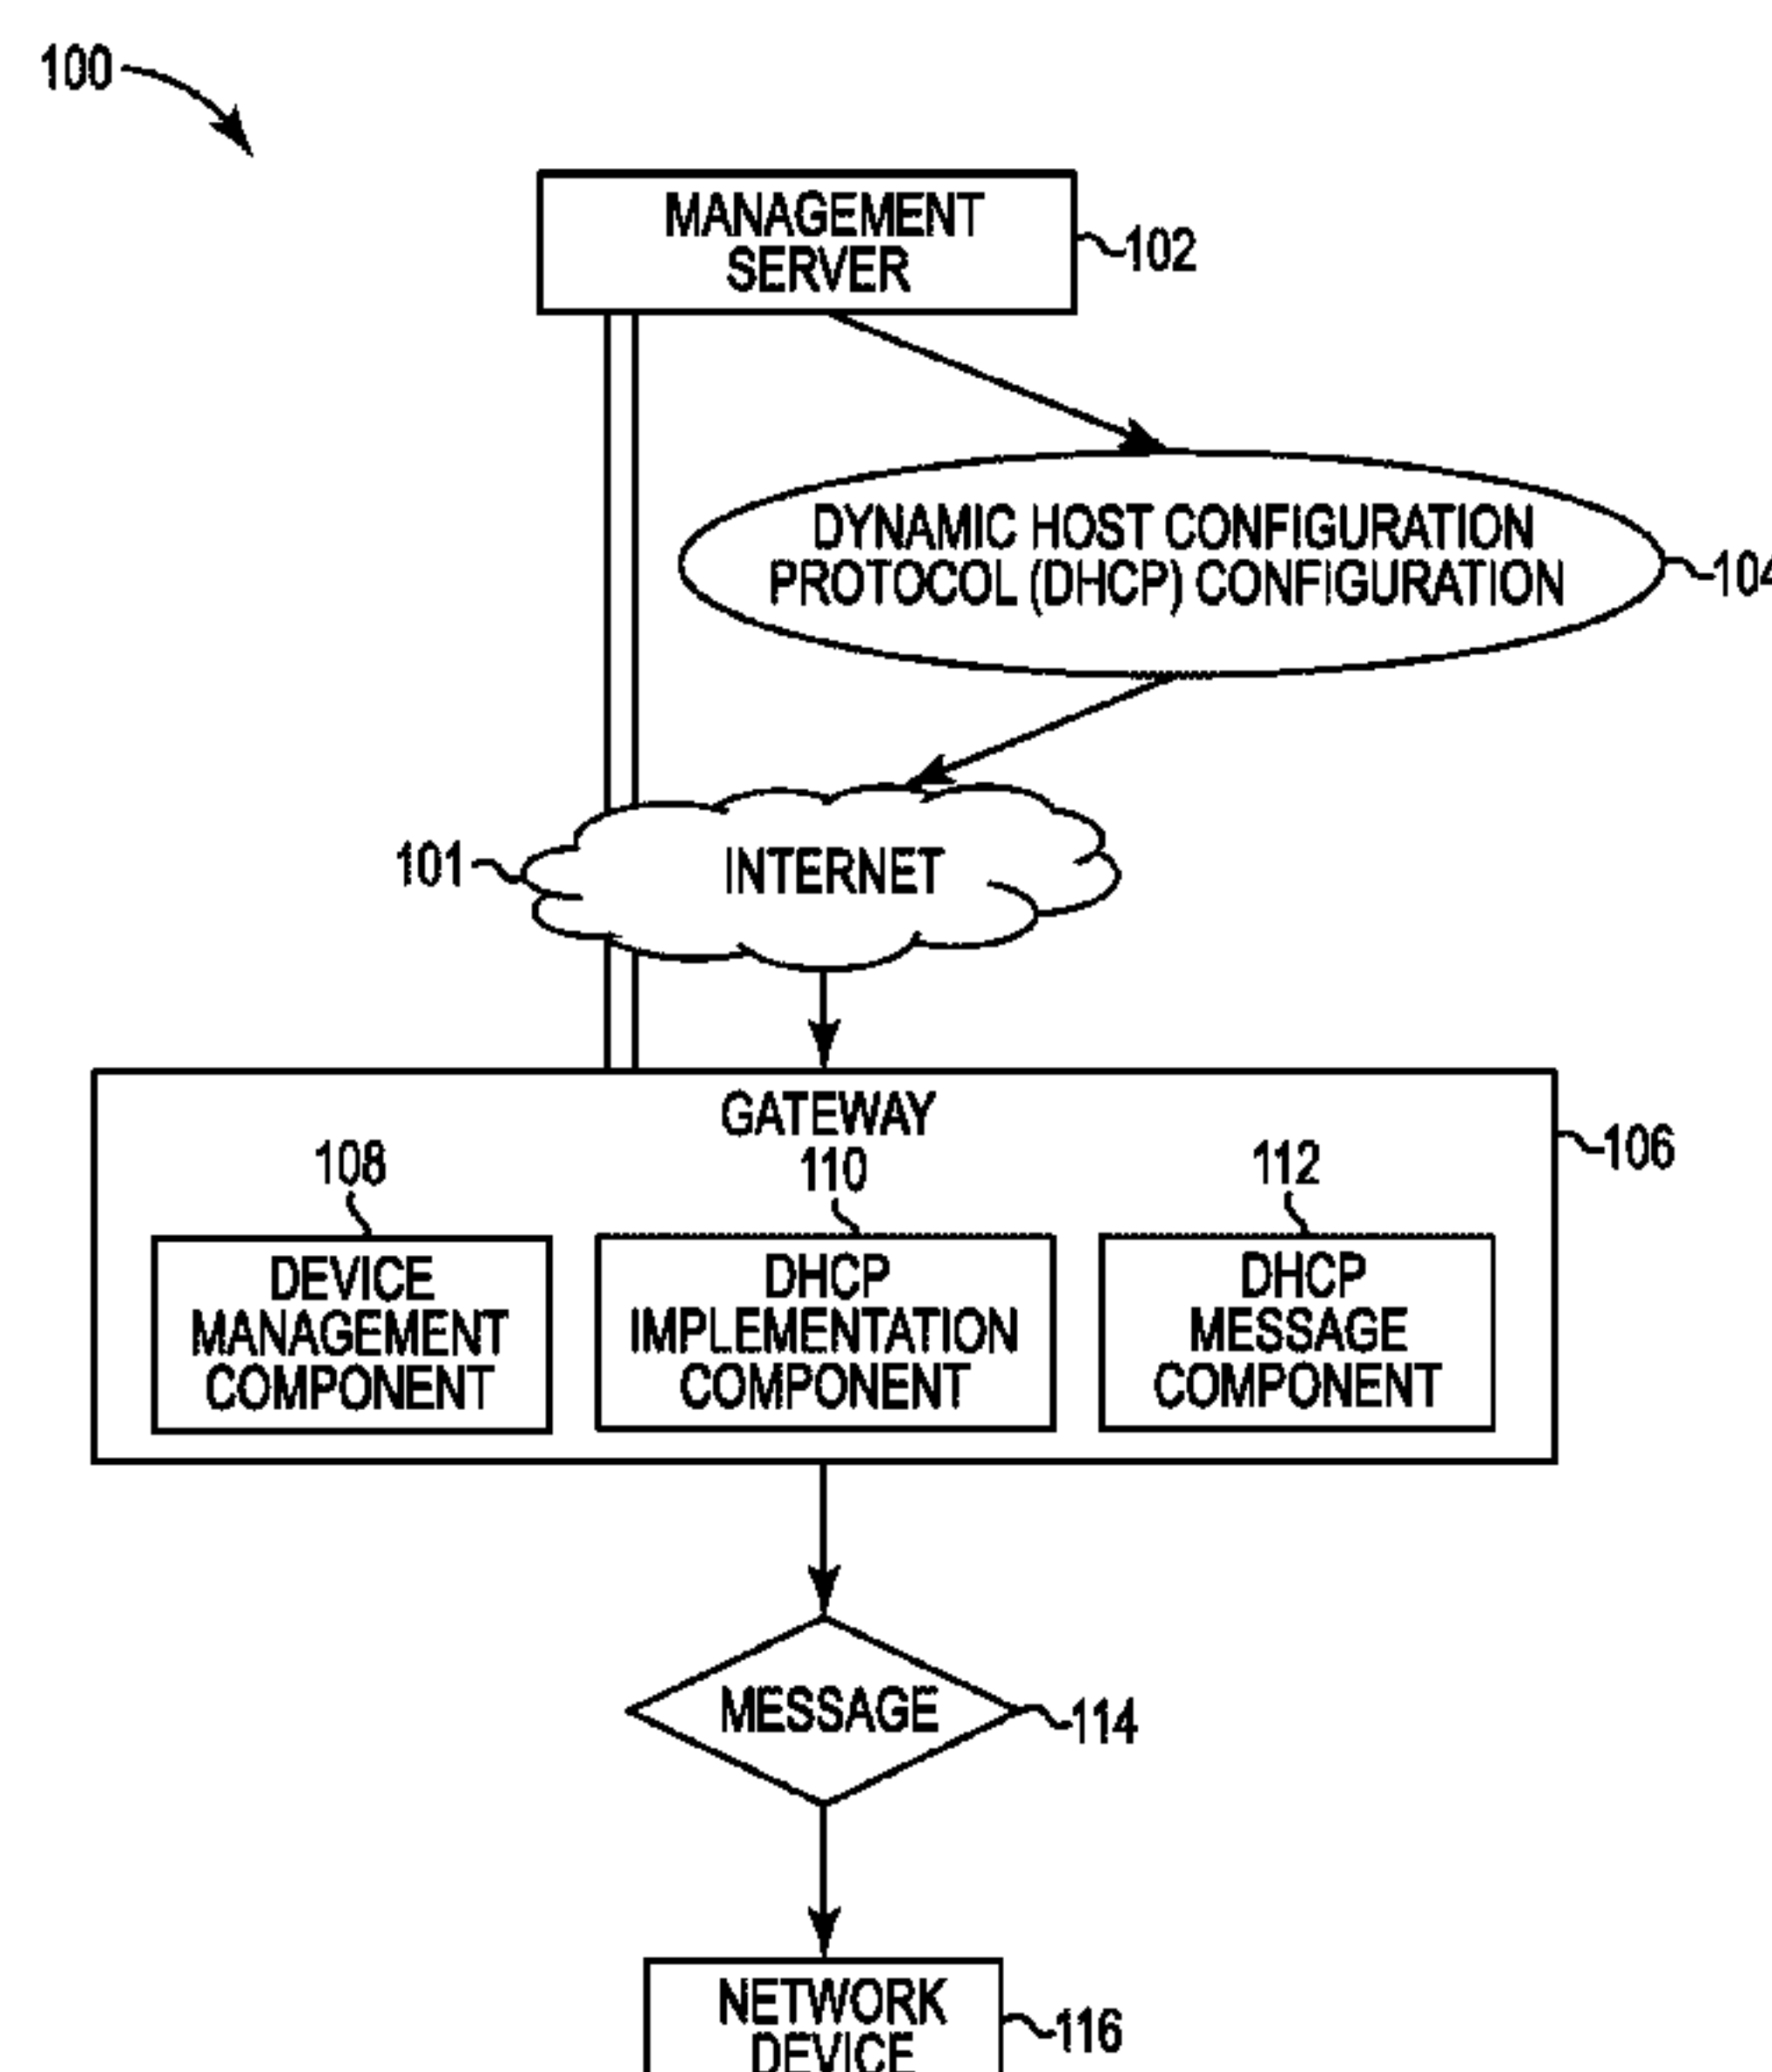 100
MANAGEMENT
SERVER
102
DYNAMIC HOST CONFIGURATION
PROTOCOL (DHCP) CONFIGURATION
104
101
INTERNET
GATEWAY
106
108
110
112
DEVICE
MANAGEMENT
COMPONENT
DHCP
IMPLEMENTATION
COMPONENT
DHCP
MESSAGE
COMPONENT
MESSAGE
114
NETWORK
DEVICE
116